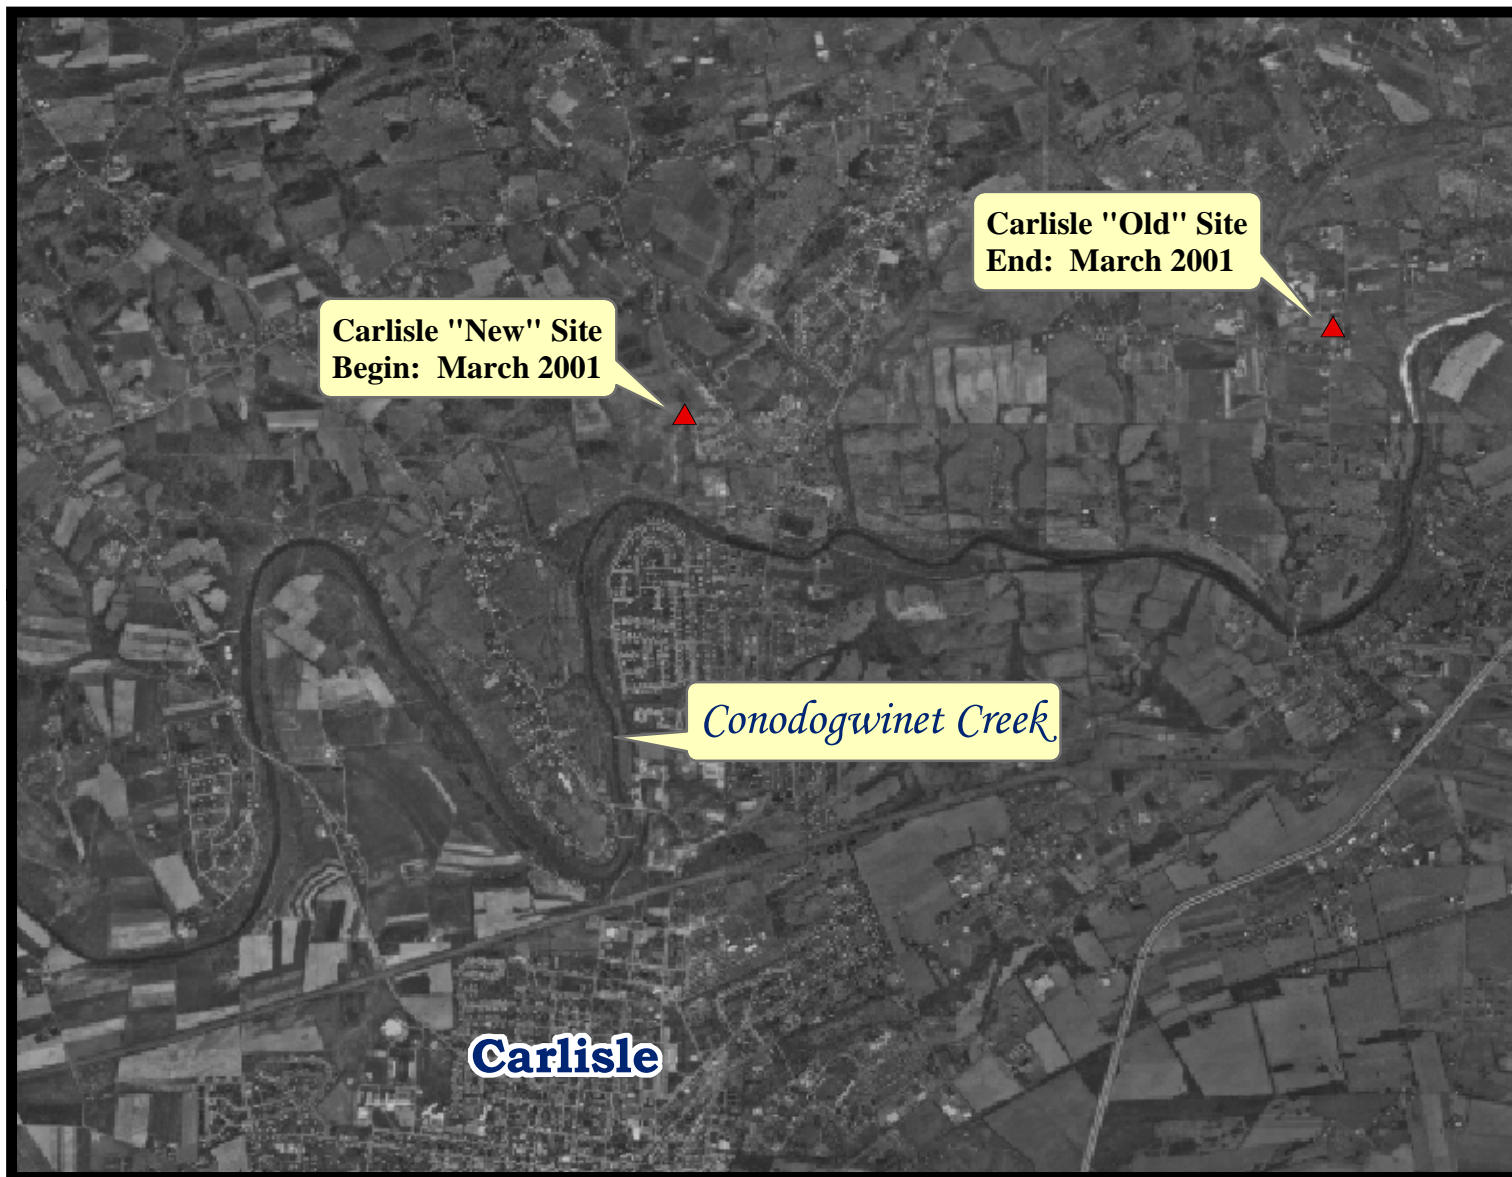 Carlisle "Old" Site
End:  March 2001
Carlisle "New" Site
Begin:  March 2001
Conodogwinet Creek
Carlisle